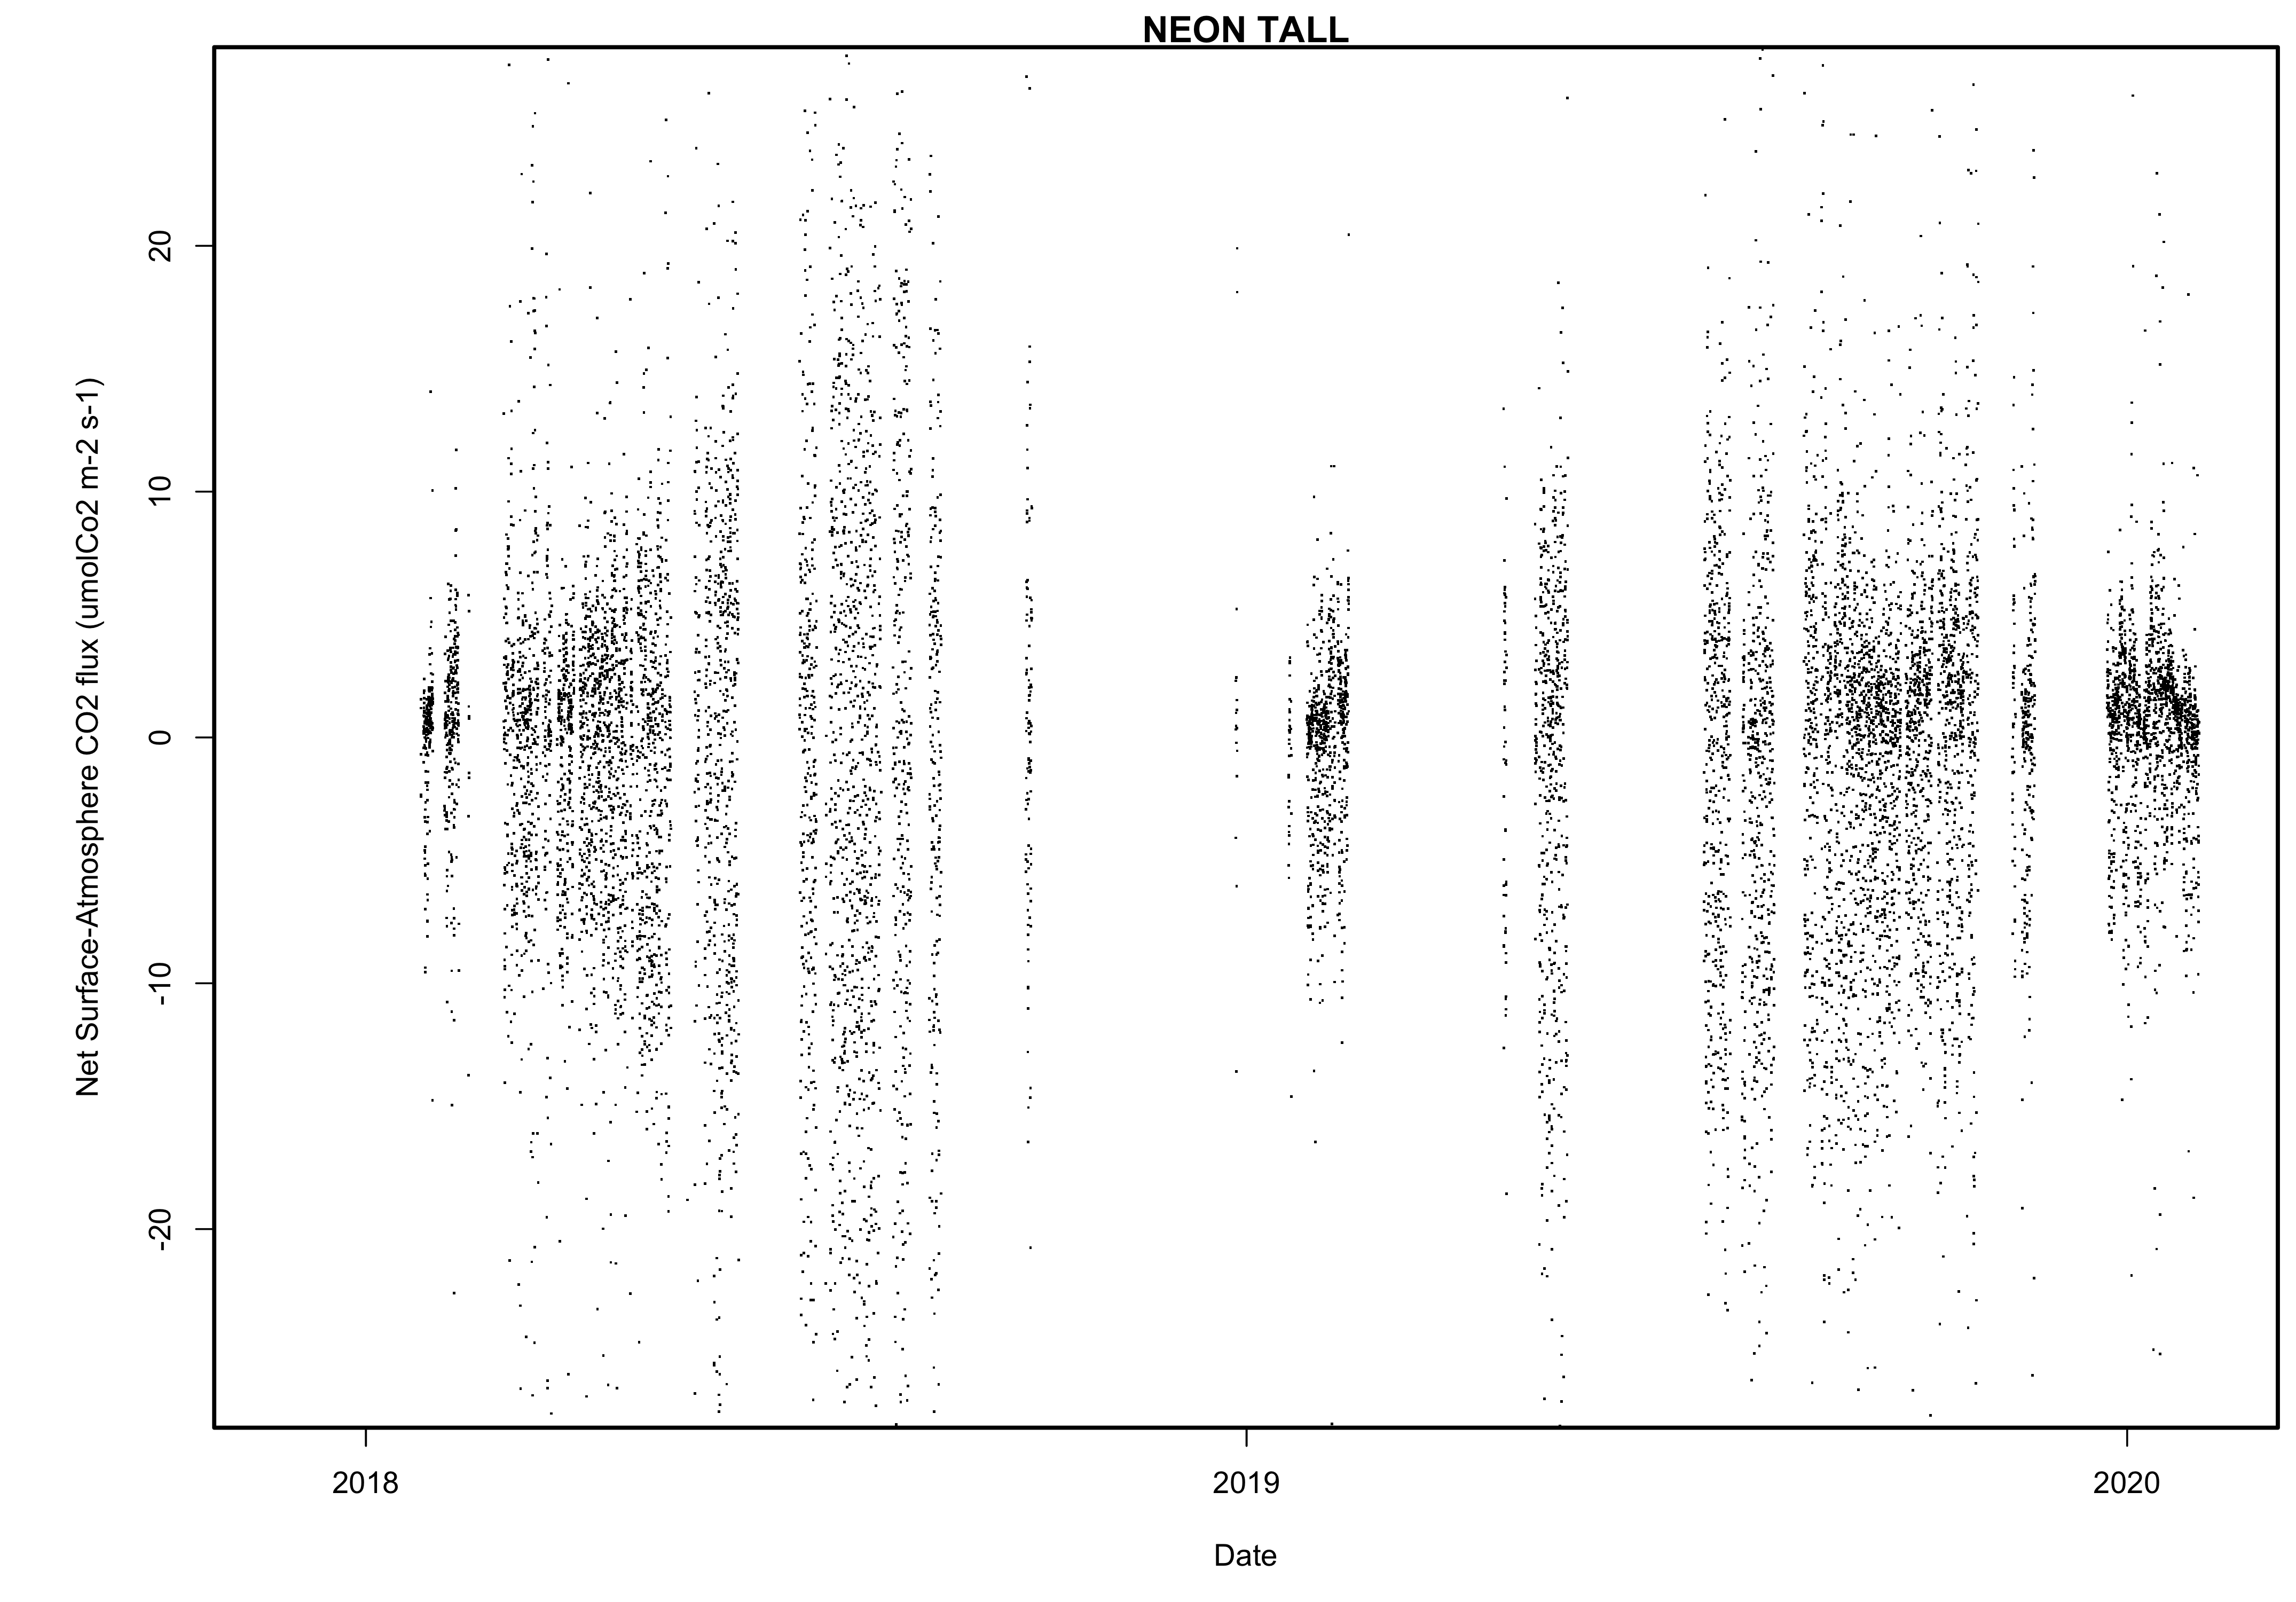 NEON TALL
Net Surface-Atmosphere CO2 flux (umolCo2 m-2 s-1)
20
10
0
-10
-20
2018
2019
2020
Date